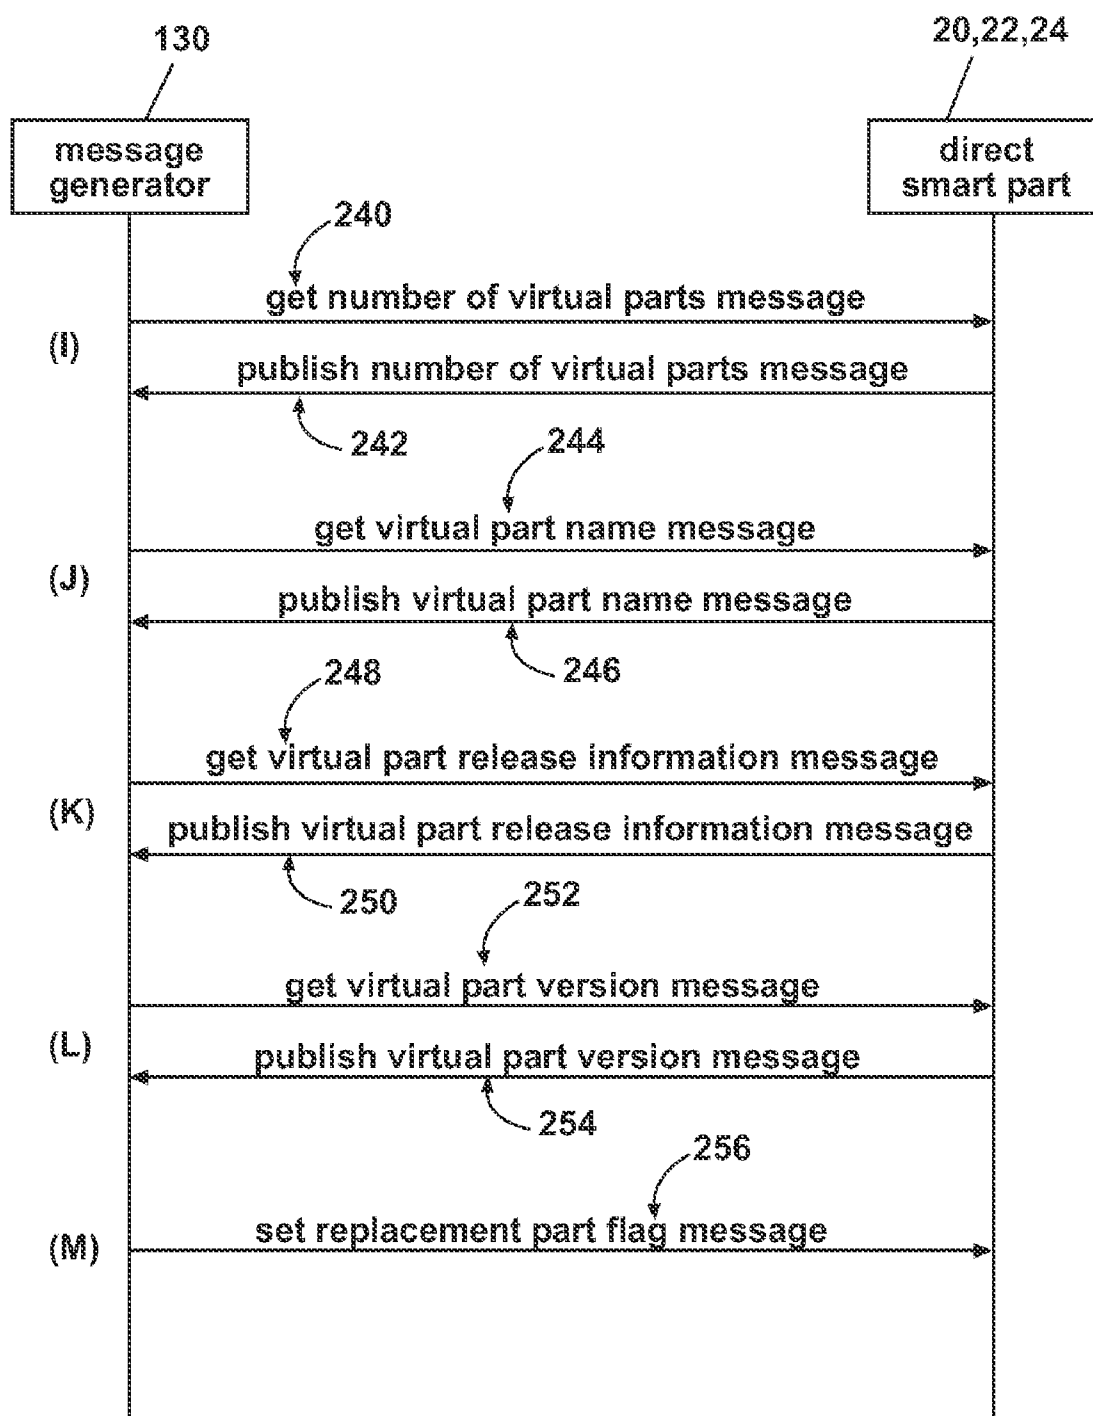 130
20,22,24
message
generator
direct
smart part
240
get number of virtual parts message
(I)
publish number of virtual parts message
242
244
get virtual part name message
(J)
publish virtual part name message
246
248
get virtual part release information message
(K)
publish virtual part release information message
250
252
get virtual part version message
(L)
publish virtual part version message
254
256
set replacement part flag message
(M)